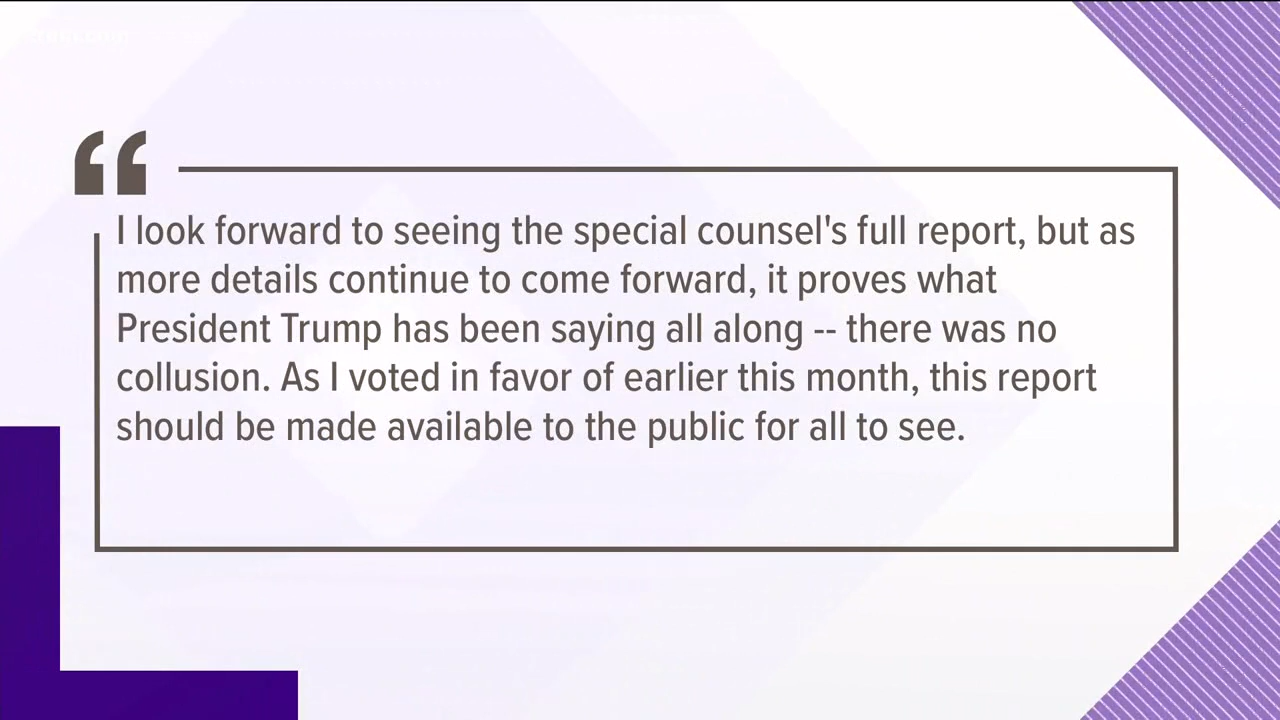 “
I look forward to seeing the special counsel's full report, but as
more details continue to come forward, it proves what
President Trump has been saying all along -- there was no
collusion. As I voted in favor of earlier this month, this report
should be made available to the public for all to see.